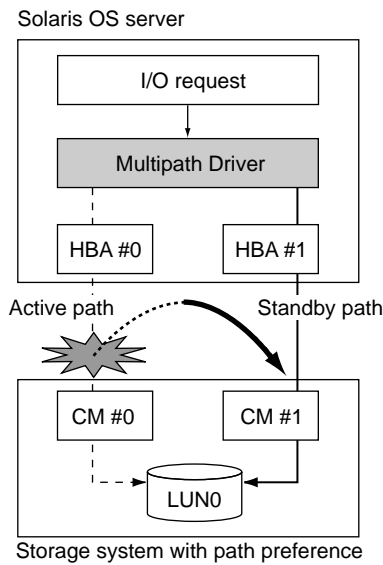 Solaris OS server
I/O request
Multipath Driver
HBA #0
HBA #1
Active path
Standby path
CM #0
CM #1
LUN0
Storage system with path preference